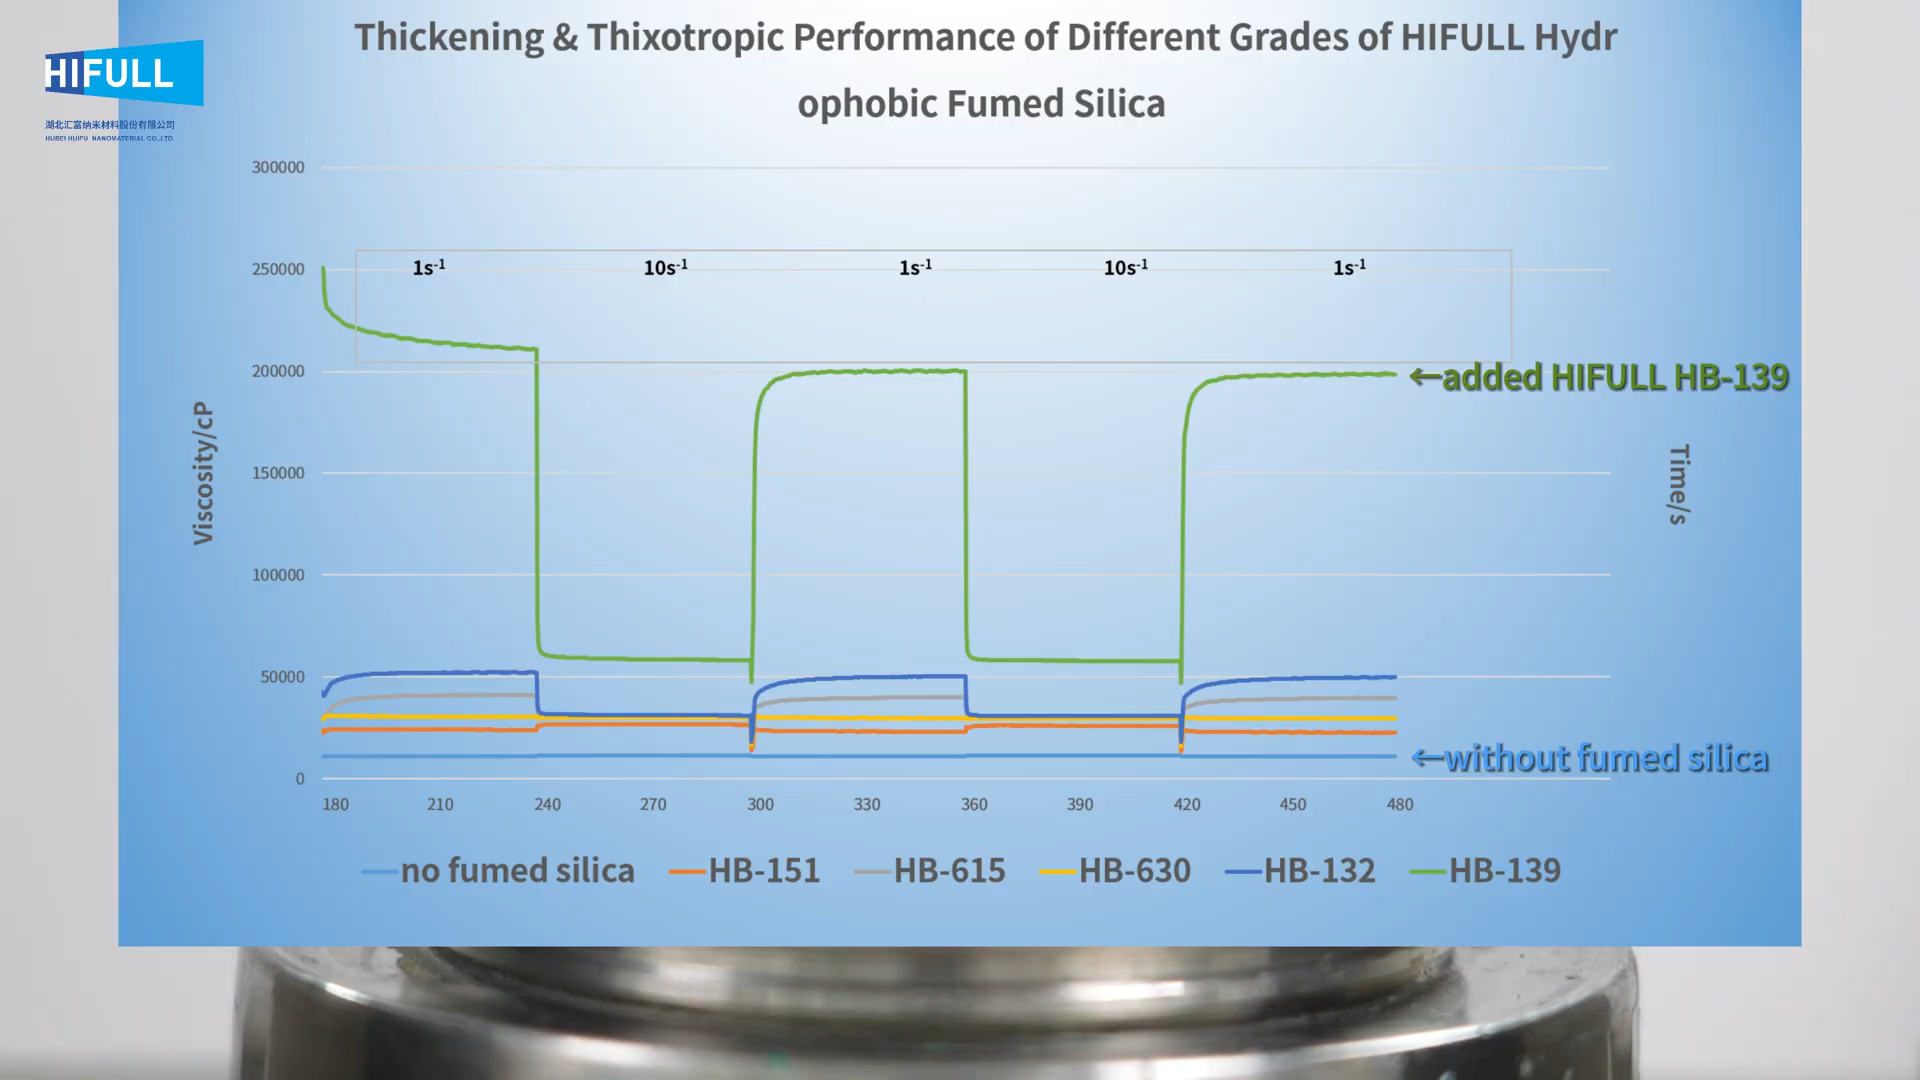 Thickening & Thixotropic Performance of Different Grades of HIFULL Hydr
ophobic Fumed Silica
HIFULL
湖北汇富纳米材料股份有限公司
HUBEI HUIFU NANOMATERIAL CO.,LTD.
300000
250000
200000
150000
100000
50000
0
Viscosity/cP
1s-1 10s-1 1s-1 10s-1 1s-1
←added HIFULL HB-139
Time/s
←without fumed silica
180 210 240 270 300 330 360 390 420 450 480
no fumed silica HB-151 HB-615 HB-630 HB-132 HB-139